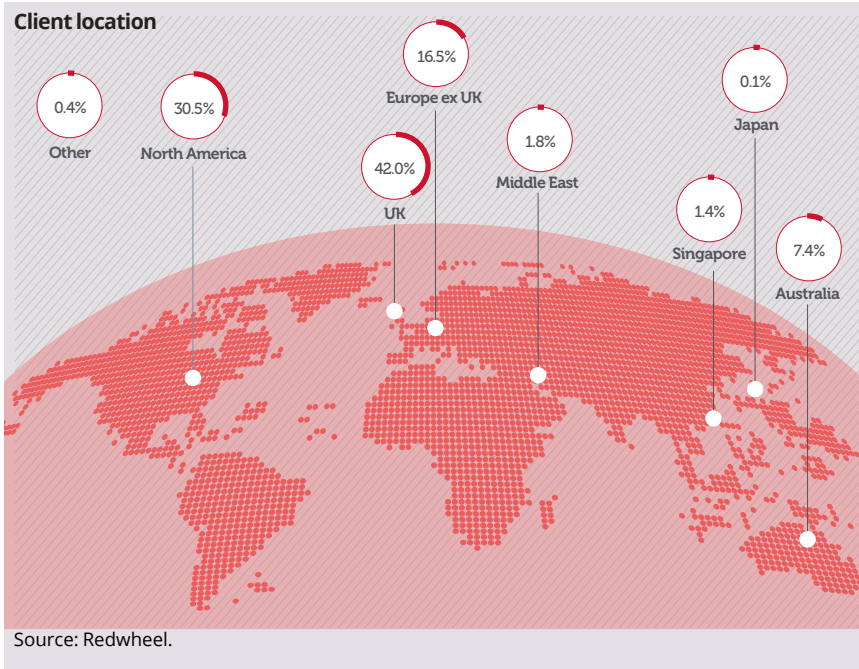 Client location
0.4%
Other
30.5%
North America
16.5%
Europe ex UK
42.0%
UK
1.8%
Middle East
0.1%
Japan
1.4%
Singapore
7.4%
Australia
Source: Redwheel.